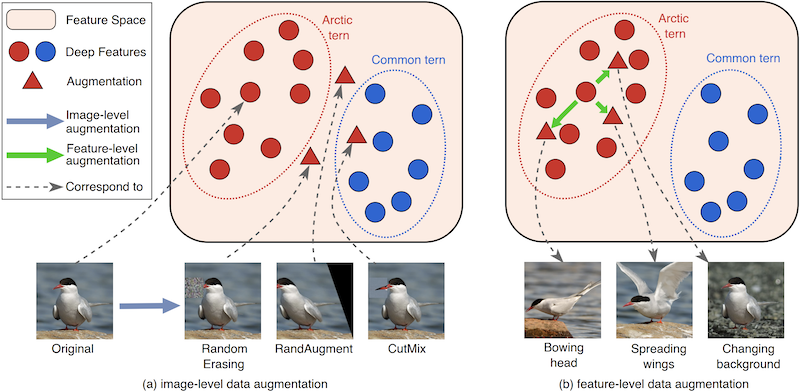 Feature Space
Deep Features
Augmentation
Image-level
augmentation
Feature-level
augmentation
Correspond to
Arctic
tern
Common tern
Original
Random
Erasing
RandAugment
CutMix
(a) image-level data augmentation
Arctic
tern
Common tern
Bowing
head
Spreading
wings
Changing
background
(b) feature-level data augmentation